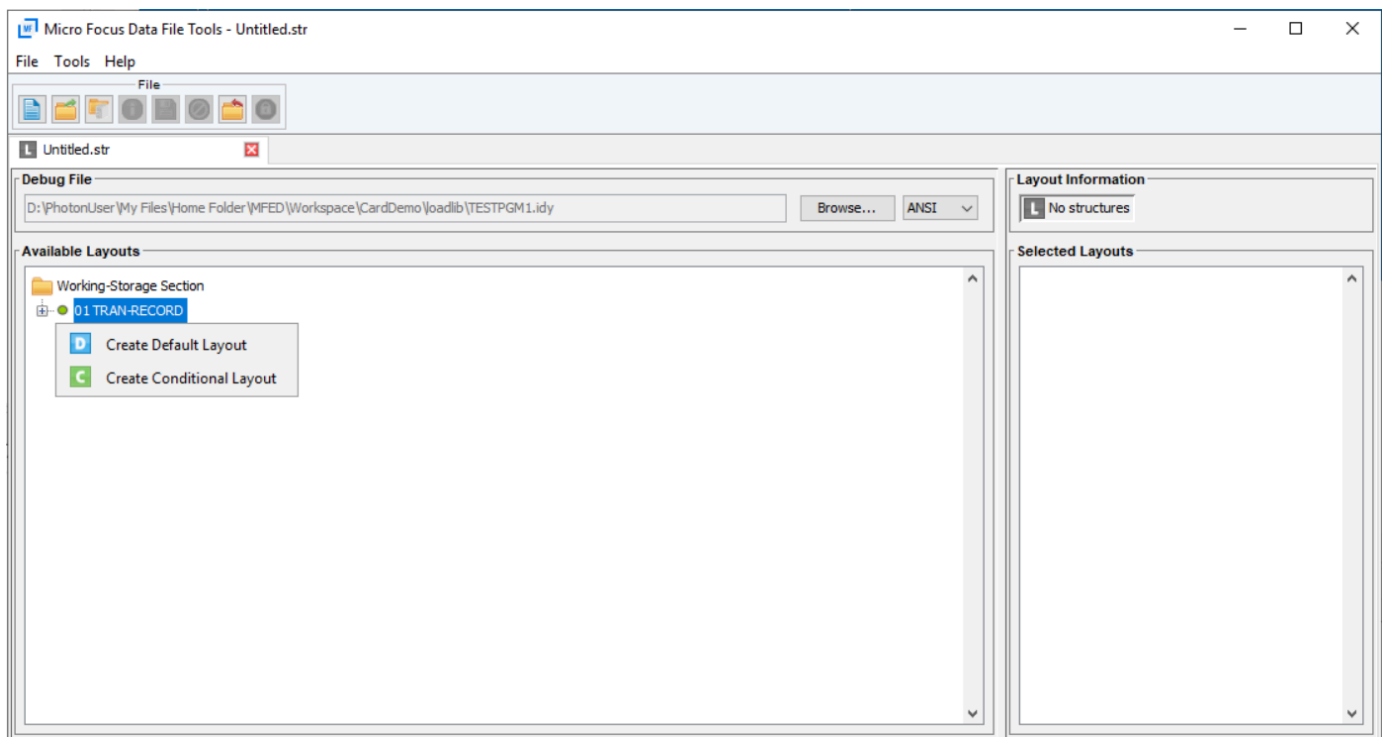 Micro Focus Data File Tools - Untitled.str
File Tools Help
File
L Untitled.str
Debug File
D:\PhotonUser\My Files\Home Folder\MFED\Workspace\CardDemo\loadlib\TESTPGM1.idy
Browse...
ANSI
Layout Information
L No structures
Available Layouts
Selected Layouts
Working-Storage Section
01 TRAN-RECORD
D Create Default Layout
C Create Conditional Layout